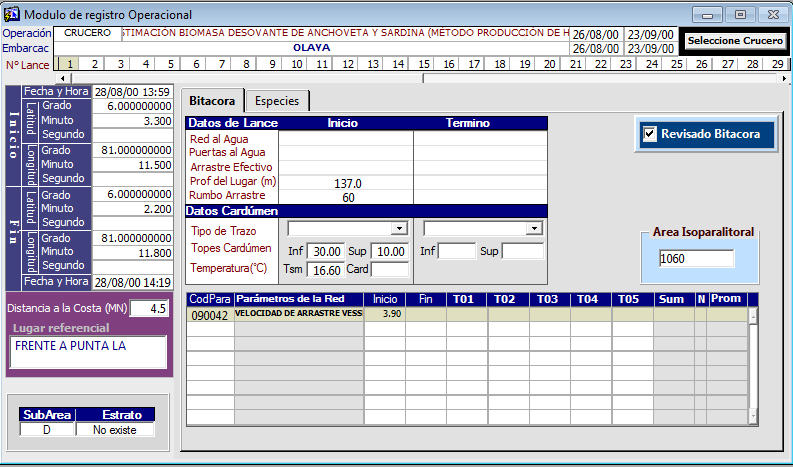 Modulo de registro Operacional
Operación CRUCERO STIMACIÓN BIOMASA DESOVANTE DE ANCHOVETA Y SARDINA (MÉTODO PRODUCCIÓN DE H 26/08/00 23/09/00 Seleccione Crucero
Embarcac OLAYA 26/08/00 23/09/00
N° Lance 1 2 3 4 5 6 7 8 9 10 11 12 13 14 15 16 17 18 19 20 21 22 23 24 25 26 27 28 29
Inicio
Fecha y Hora 28/08/00 13:59
Latitud
Grado 6.000000000
Minuto 3.300
Segundo
Longitud
Grado 81.000000000
Minuto 11.500
Segundo
Fin
Latitud
Grado 6.000000000
Minuto 2.200
Segundo
Longitud
Grado 81.000000000
Minuto 11.800
Segundo
Fecha y Hora 28/08/00 14:19
Distancia a la Costa (MN) 4.5
Lugar referencial
FRENTE A PUNTA LA
SubArea Estrato
D No existe
Bitacora Especies
Datos de Lance Inicio Termino
Red al Agua
Puertas al Agua
Arrastre Efectivo
Prof del Lugar (m) 137.0
Rumbo Arrastre 60
Datos Cardúmen
Tipo de Trazo
Topes Cardúmen Inf 30.00 Sup 10.00 Inf Sup
Temperatura(°C) Tsm 16.60 Card
Revisado Bitacora
Area Isoparalitoral
1060
CodPara Parámetros de la Red Inicio Fin T01 T02 T03 T04 T05 Sum N Prom
090042 VELOCIDAD DE ARRASTRE VESS 3.90